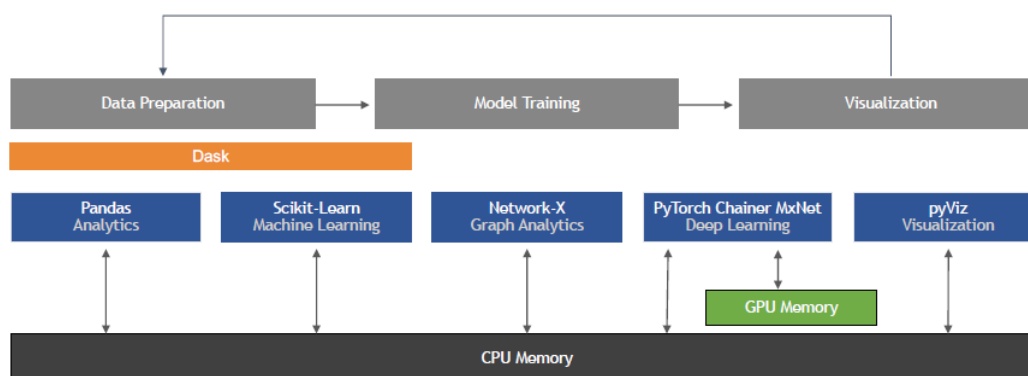 Data Preparation
Model Training
Visualization
Dask
Pandas
Analytics
Scikit-Learn
Machine Learning
Network-X
Graph Analytics
PyTorch Chainer MxNet
Deep Learning
pyViz
Visualization
GPU Memory
CPU Memory